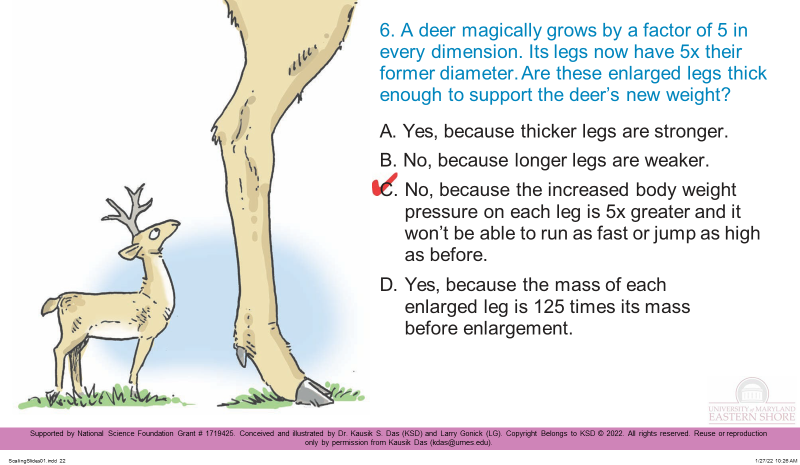 6. A deer magically grows by a factor of 5 in
every dimension. Its legs now have 5x their
former diameter. Are these enlarged legs thick
enough to support the deer's new weight?
A. Yes, because thicker legs are stronger.
B. No, because longer legs are weaker.
C. No, because the increased body weight
pressure on each leg is 5x greater and it
won't be able to run as fast or jump as high
as before.
D. Yes, because the mass of each
enlarged leg is 125 times its mass
before enlargement.
UNIVERSITY of MARYLAND
EASTERN SHORE
Supported by National Science Foundation Grant # 1719425. Conceived and illustrated by Dr. Kausik S. Das (KSD) and Larry Gonick (LG). Copyright Belongs to KSD © 2022. All rights reserved. Reuse or reproduction
only by permission from Kausik Das (kdas@umes.edu).
ScalingSlides01.indd 22
1/27/22 10:26 AM